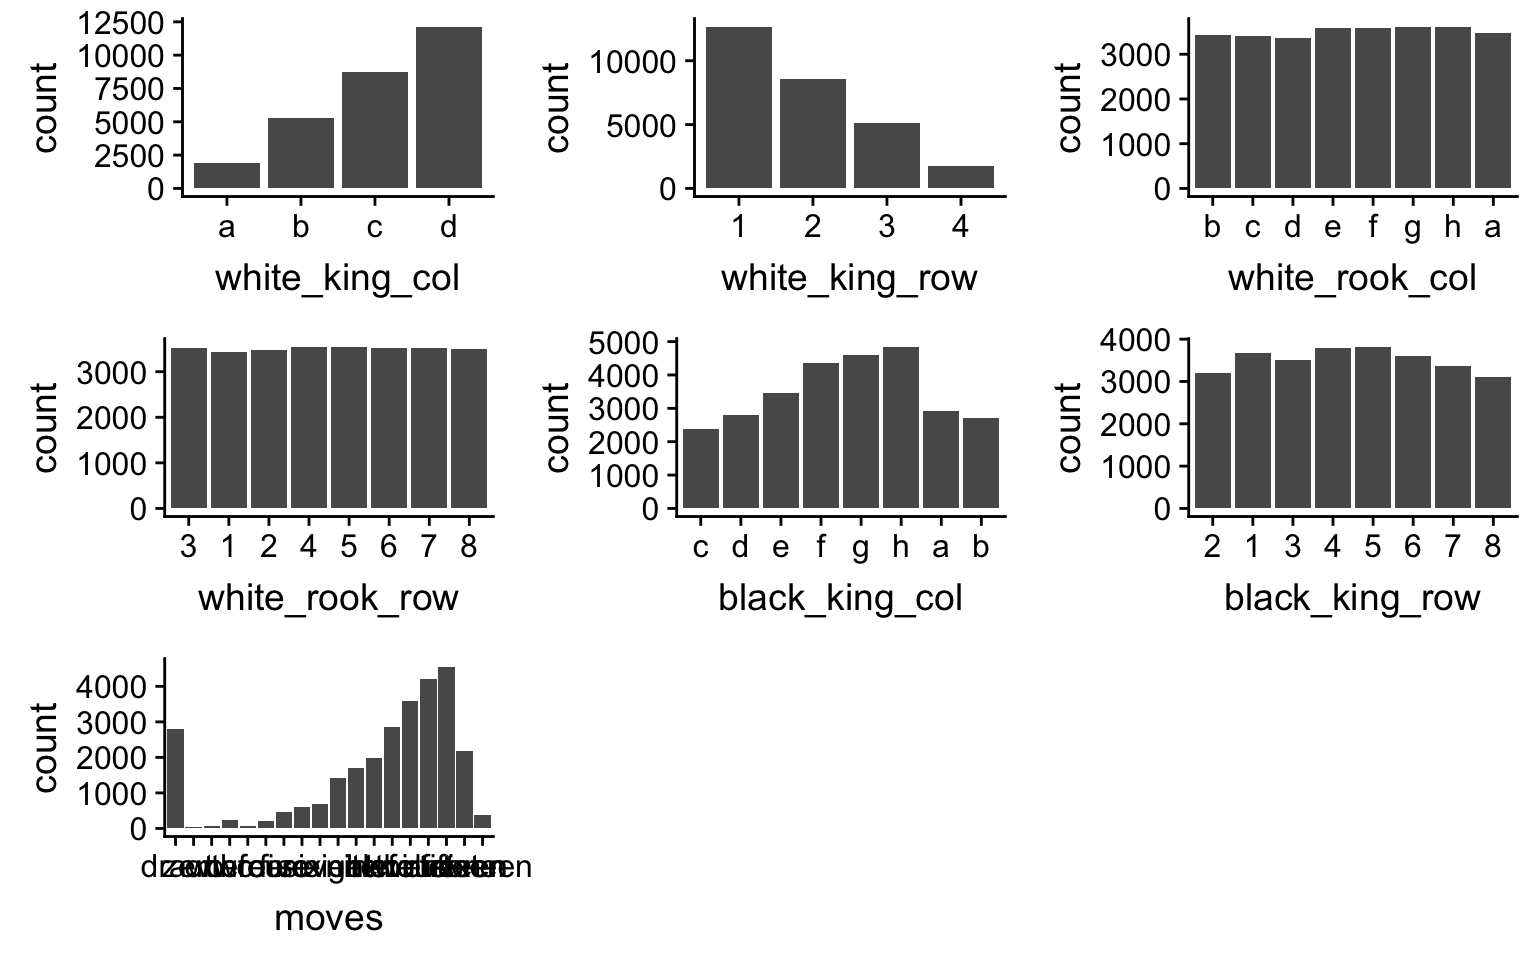 12500
10000
7500
5000
2500
0
count
a b c d
white_king_col
10000
5000
0
count
1 2 3 4
white_king_row
3000
2000
1000
0
count
b c d e f g h a
white_rook_col
3000
2000
1000
0
count
3 1 2 4 5 6 7 8
white_rook_row
5000
4000
3000
2000
1000
0
count
c d e f g h a b
black_king_col
4000
3000
2000
1000
0
count
2 1 3 4 5 6 7 8
black_king_row
4000
3000
2000
1000
0
count
moves